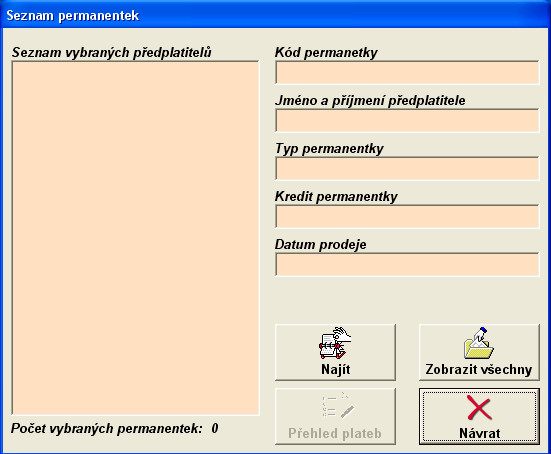 Seznam permanentek
Seznam vybraných předplatitelů
Kód permanetky
Jméno a příjmení předplatitele
Typ permanentky
Kredit permanentky
Datum prodeje
Najít
Zobrazit všechny
Přehled plateb
Návrat
Počet vybraných permanentek: 0